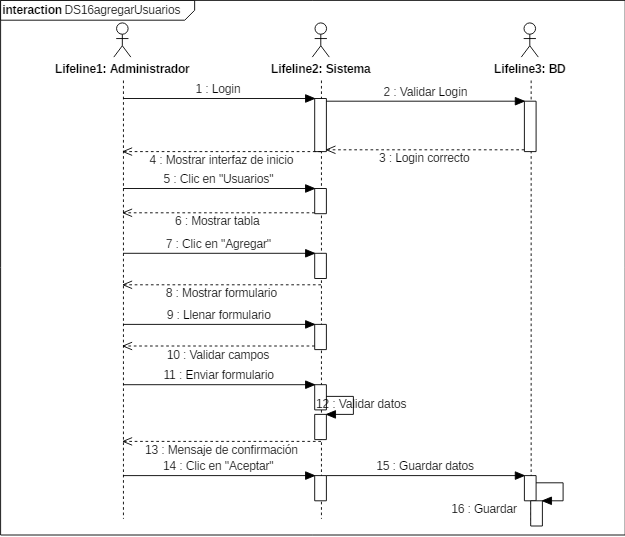 interaction DS16agregarUsuarios
Lifeline1: Administrador
Lifeline2: Sistema
Lifeline3: BD
1 : Login
2 : Validar Login
3 : Login correcto
4 : Mostrar interfaz de inicio
5 : Clic en "Usuarios"
6 : Mostrar tabla
7 : Clic en "Agregar"
8 : Mostrar formulario
9 : Llenar formulario
10 : Validar campos
11 : Enviar formulario
12 : Validar datos
13 : Mensaje de confirmación
14 : Clic en "Aceptar"
15 : Guardar datos
16 : Guardar